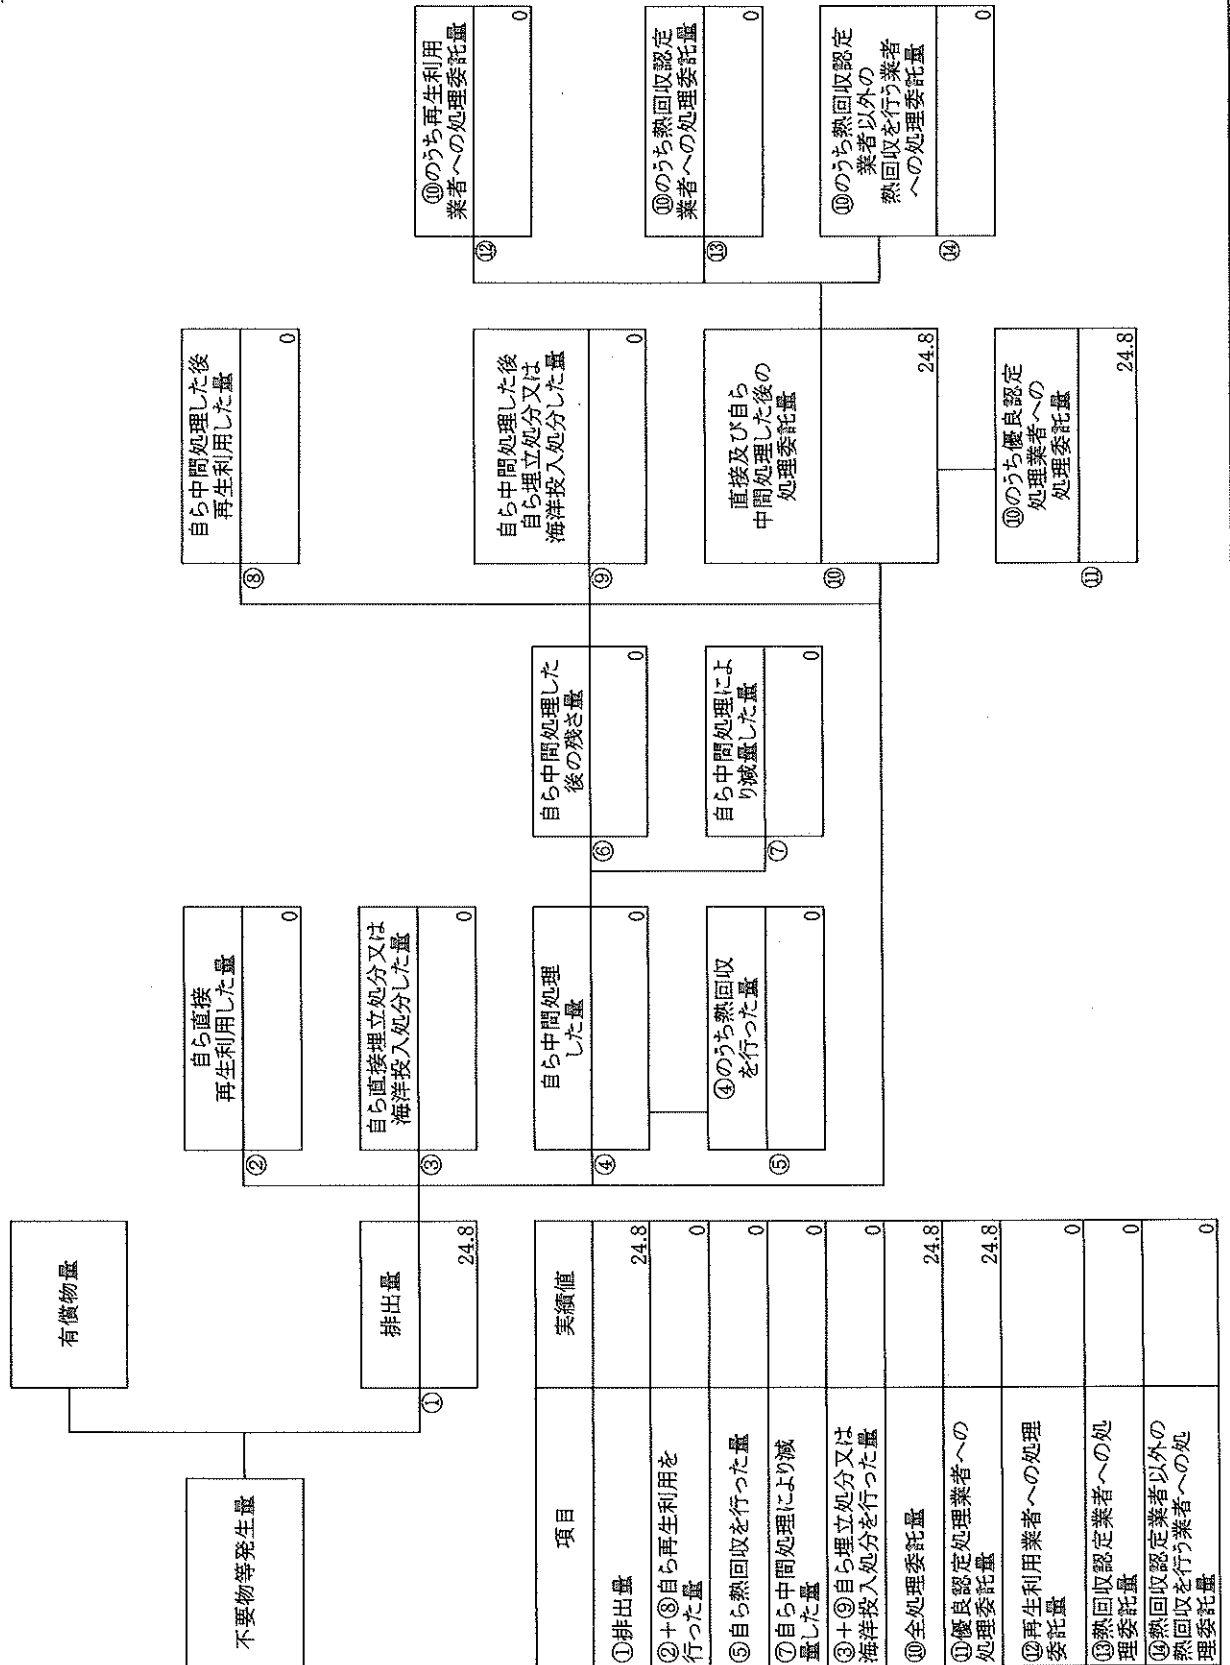 有償物量
不要物等発生量
①
排出量
24.8
②
自ら直接
再生利用した量
0
③
自ら直接埋立処分又は
海洋投入処分した量
0
④
自ら中間処理
した量
0
⑤
④のうち熱回収
を行った量
0
⑥
自ら中間処理した
後の残さ量
0
⑦
自ら中間処理によ
り減量した量
0
⑧
自ら中間処理した後
再生利用した量
0
⑨
自ら中間処理した後
自ら埋立処分又は
海洋投入処分した量
0
⑩
直接及び自ら
中間処理した後の
処理委託量
24.8
⑪
⑩のうち優良認定
処理業者への
処理委託量
24.8
⑫
⑩のうち再生利用
業者への処理委託量
0
⑬
⑩のうち熱回収認定
業者への処理委託量
0
⑭
⑩のうち熱回収認定
業者以外の
熱回収を行う業者
への処理委託量
0
項目 実績値
①排出量 24.8
②+⑧自ら再生利用を
行った量 0
⑤自ら熱回収を行った量 0
⑦自ら中間処理により減
量した量 0
③+⑨自ら埋立処分又は
海洋投入処分を行った量 0
⑩全処理委託量 24.8
⑪優良認定処理業者への
処理委託量 24.8
⑫再生利用業者への処理
委託量 0
⑬熱回収認定業者への処
理委託量 0
⑭熱回収認定業者以外の
熱回収を行う業者への処
理委託量 0